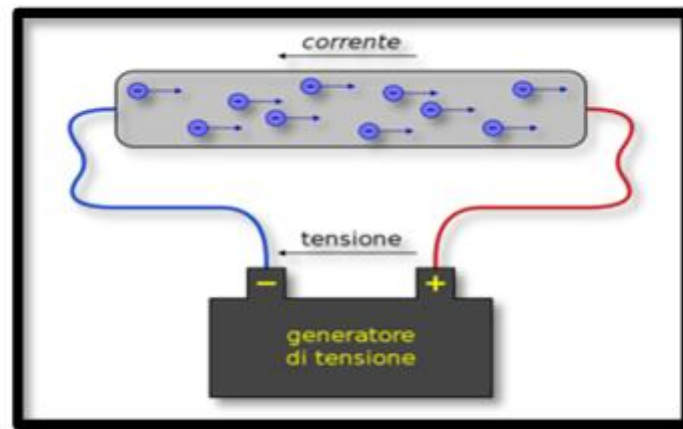 corrente
tensione
− +
generatore
di tensione